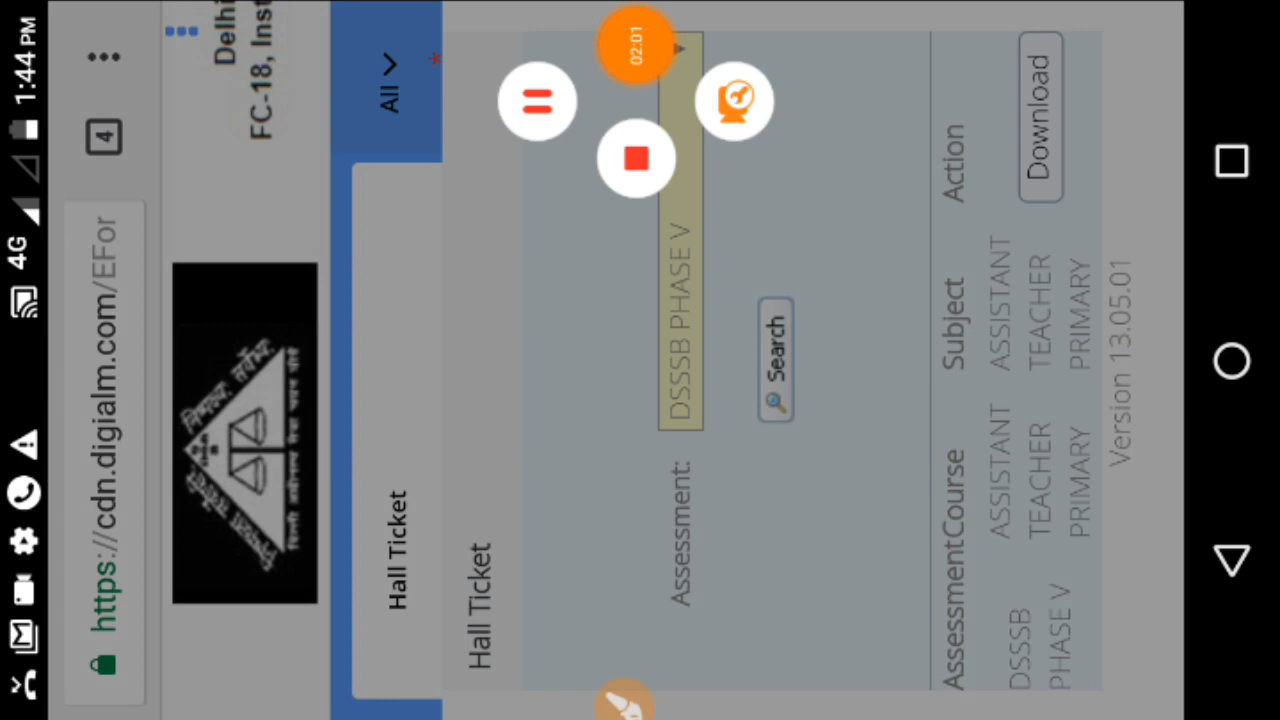 4G 1:44 PM
https://cdn.digialm.com/EFor
4
Delhi
FC-18, Inst
Hall Ticket
All
*
Hall Ticket
02:01
Assessment: DSSSB PHASE V
Search
Assessment Course Subject Action
DSSSB ASSISTANT ASSISTANT Download
PHASE V TEACHER TEACHER
PRIMARY PRIMARY
Version 13.05.01